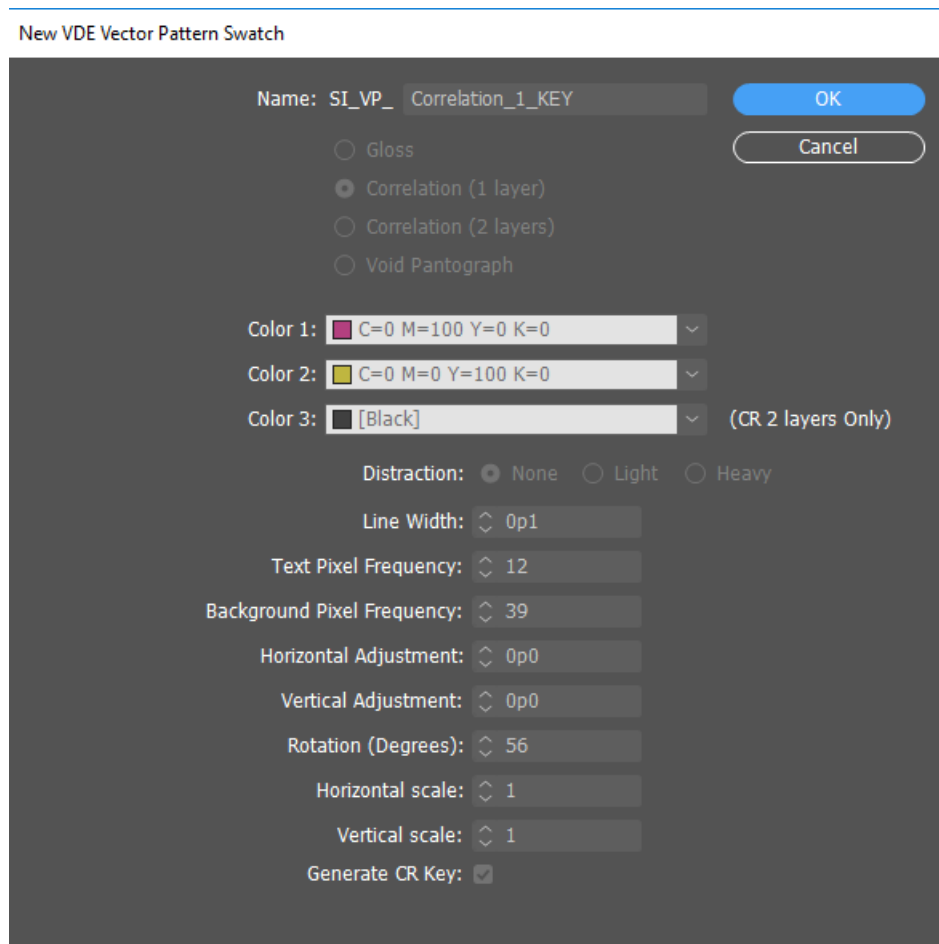 New VDE Vector Pattern Swatch
Name: SI_VP_ Correlation_1_KEY OK
Gloss Cancel
Correlation (1 layer)
Correlation (2 layers)
Void Pantograph
Color 1: C=0 M=100 Y=0 K=0
Color 2: C=0 M=0 Y=100 K=0
Color 3: [Black] (CR 2 layers Only)
Distraction: None Light Heavy
Line Width: 0p1
Text Pixel Frequency: 12
Background Pixel Frequency: 39
Horizontal Adjustment: 0p0
Vertical Adjustment: 0p0
Rotation (Degrees): 56
Horizontal scale: 1
Vertical scale: 1
Generate CR Key: